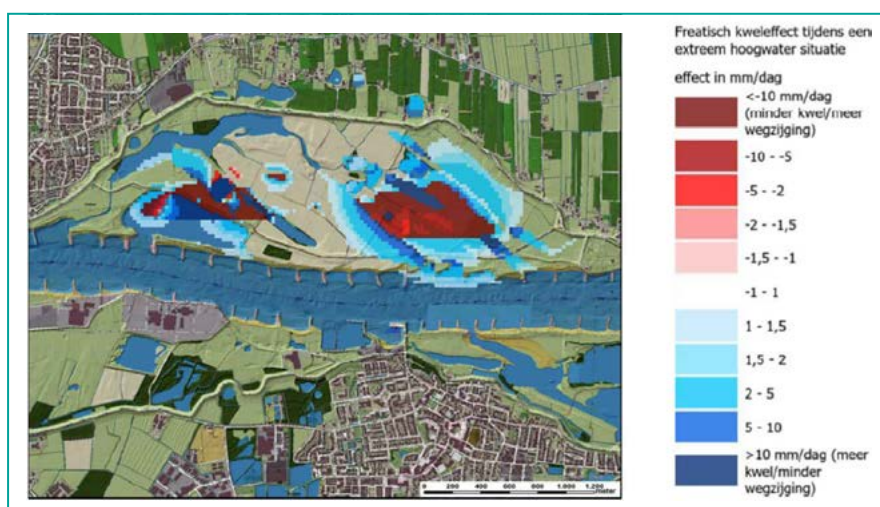 Freatisch kweleffect tijdens een
extreem hoogwater situatie
effect in mm/dag
<-10 mm/dag
(minder kwel/meer
wegzijging)
-10 - -5
-5 - -2
-2 - -1,5
-1,5 - -1
-1 - 1
1 - 1,5
1,5 - 2
2 - 5
5 - 10
>10 mm/dag (meer
kwel/minder
wegzijging)
0 200 400 600 800 1.000 1.200
meter